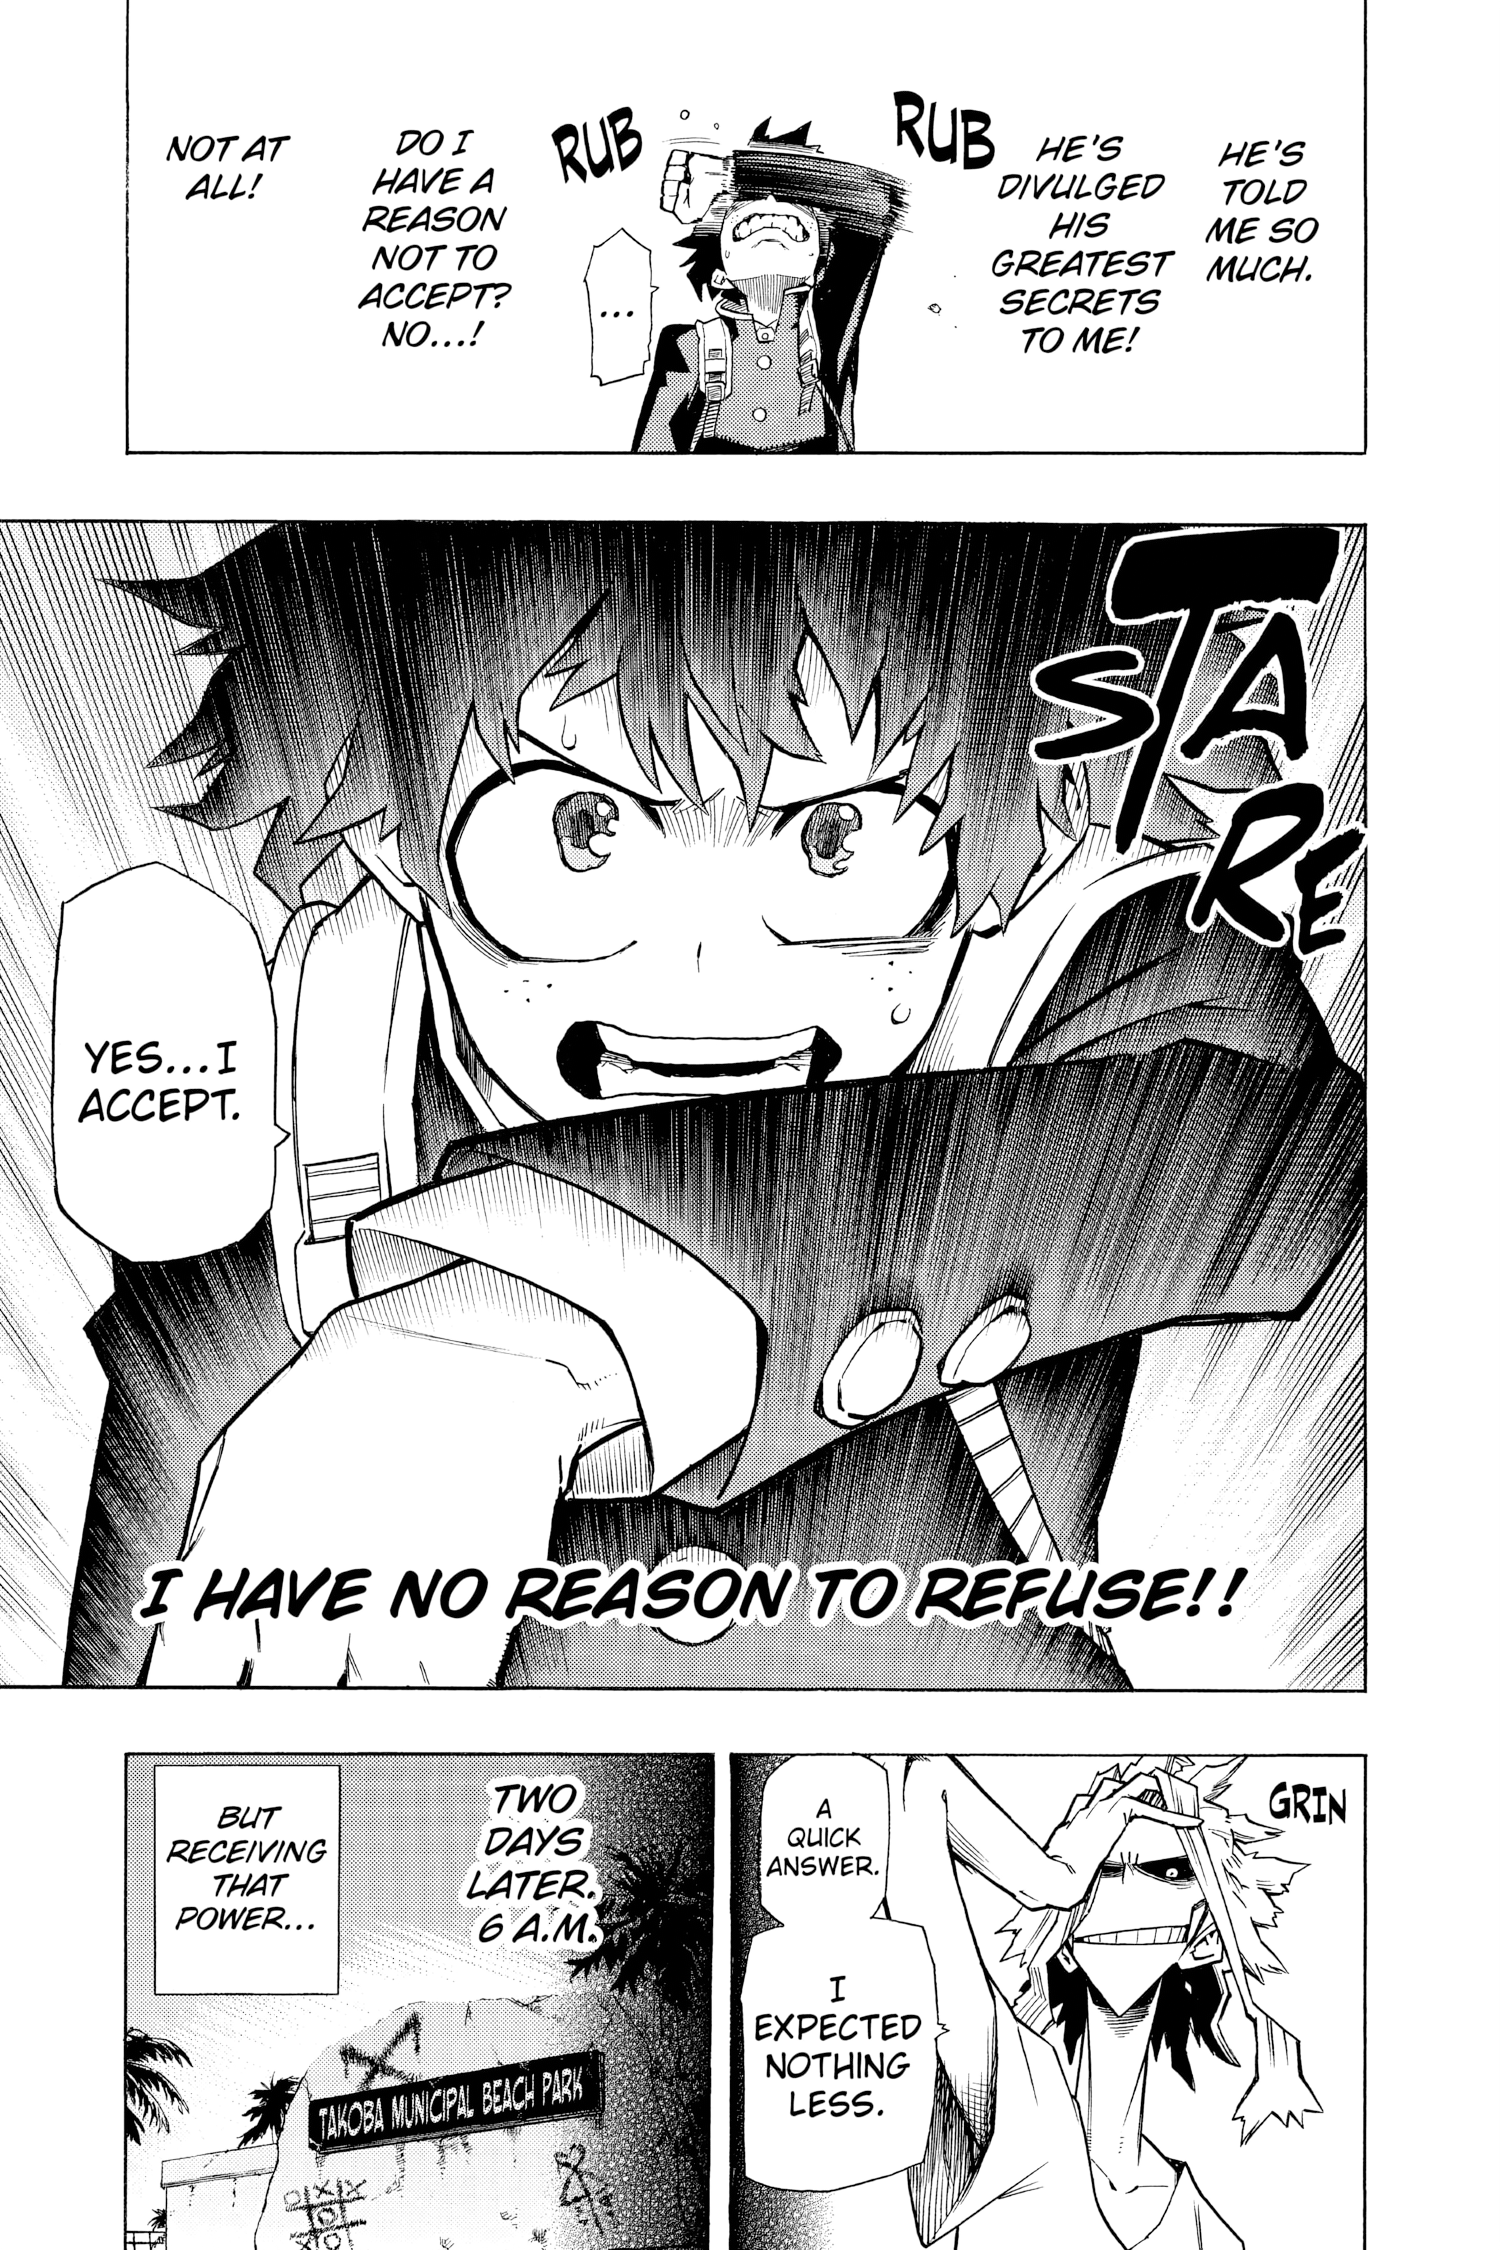 HE'S
TOLD
ME SO
MUCH.
HE'S
DIVULGED
HIS
GREATEST
SECRETS
TO ME!
RUB
RUB
...
DO I
HAVE A
REASON
NOT TO
ACCEPT?
NO...!
NOT AT
ALL!
STARE
YES...I
ACCEPT.
I HAVE NO REASON TO REFUSE!!
GRIN
A
QUICK
ANSWER.
I
EXPECTED
NOTHING
LESS.
TWO
DAYS
LATER.
6 A.M.
BUT
RECEIVING
THAT
POWER...
TAKOBA MUNICIPAL BEACH PARK